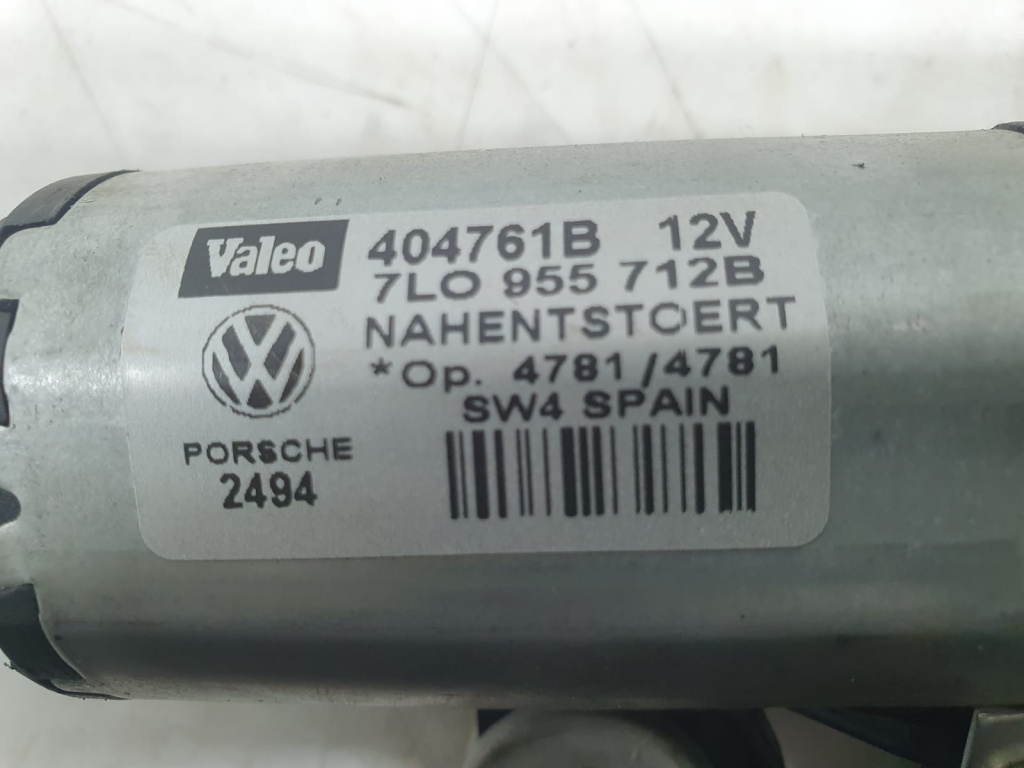 Valeo 404761B 12V
7LO 955 712B
NAHENTSTOERT
*Op. 4781/4781
SW4 SPAIN
PORSCHE
2494